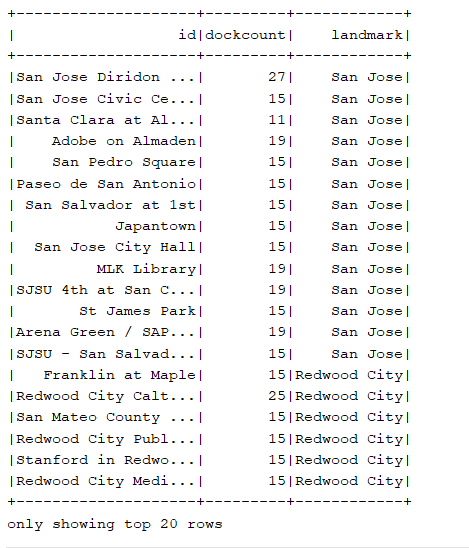 +--------------------+---------+------------+
|                  id|dockcount|    landmark|
+--------------------+---------+------------+
|San Jose Diridon ...|       27|    San Jose|
|San Jose Civic Ce...|       15|    San Jose|
|Santa Clara at Al...|       11|    San Jose|
|    Adobe on Almaden|       19|    San Jose|
|    San Pedro Square|       15|    San Jose|
|Paseo de San Antonio|       15|    San Jose|
| San Salvador at 1st|       15|    San Jose|
|           Japantown|       15|    San Jose|
|  San Jose City Hall|       15|    San Jose|
|         MLK Library|       19|    San Jose|
|SJSU 4th at San C...|       19|    San Jose|
|       St James Park|       15|    San Jose|
|Arena Green / SAP...|       19|    San Jose|
|SJSU - San Salvad...|       15|    San Jose|
|   Franklin at Maple|       15|Redwood City|
|Redwood City Calt...|       25|Redwood City|
|San Mateo County ...|       15|Redwood City|
|Redwood City Publ...|       15|Redwood City|
|Stanford in Redwo...|       15|Redwood City|
|Redwood City Medi...|       15|Redwood City|
+--------------------+---------+------------+
only showing top 20 rows